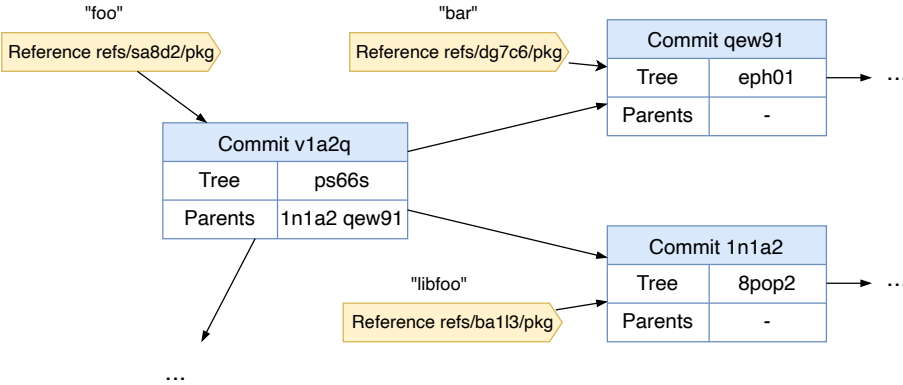 "foo"
Reference refs/sa8d2/pkg
"bar"
Reference refs/dg7c6/pkg
Commit qew91
Tree eph01
Parents -
...
Commit v1a2q
Tree ps66s
Parents 1n1a2 qew91
Commit 1n1a2
Tree 8pop2
Parents -
...
"libfoo"
Reference refs/ba1l3/pkg
...